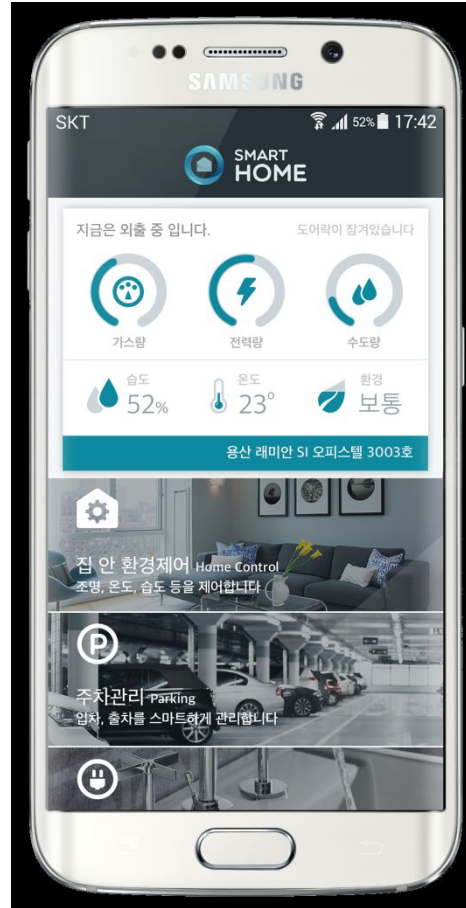 SAMSUNG
SKT 52% 17:42
SMART
HOME
지금은 외출 중 입니다. 도어락이 잠겨있습니다
가스량 전력량 수도량
습도 온도 환경
52% 23° 보통
용산 래미안 SI 오피스텔 3003호
집 안 환경제어 Home Control
조명, 온도, 습도 등을 제어합니다
P
주차관리 Parking
입차, 출차를 스마트하게 관리합니다